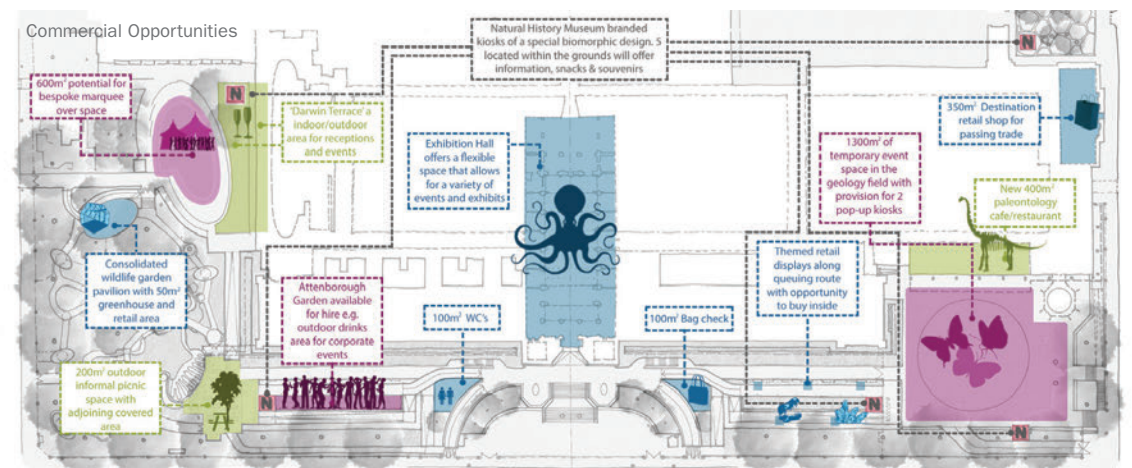 Commercial Opportunities
Natural History Museum branded
kiosks of a special biomorphic design. 5
located within the grounds will offer
information, snacks & souvenirs
600m² potential for
bespoke marquee
over space
N
'Darwin Terrace' a
indoor/outdoor
area for receptions
and events
Exhibition Hall
offers a flexible
space that allows
for a variety of
events and exhibits
N
350m² Destination
retail shop for
passing trade
1300m² of
temporary event
space in the
geology field with
provision for 2
pop-up kiosks
New 400m²
paleontology
cafe/restaurant
Consolidated
wildlife garden
pavilion with 50m²
greenhouse and
retail area
Attenborough
Garden available
for hire e.g.
outdoor drinks
area for corporate
events
100m² WC's
100m² Bag check
Themed retail
displays along
queuing route
with opportunity
to buy inside
200m² outdoor
informal picnic
space with
adjoining covered
area
N
N
N